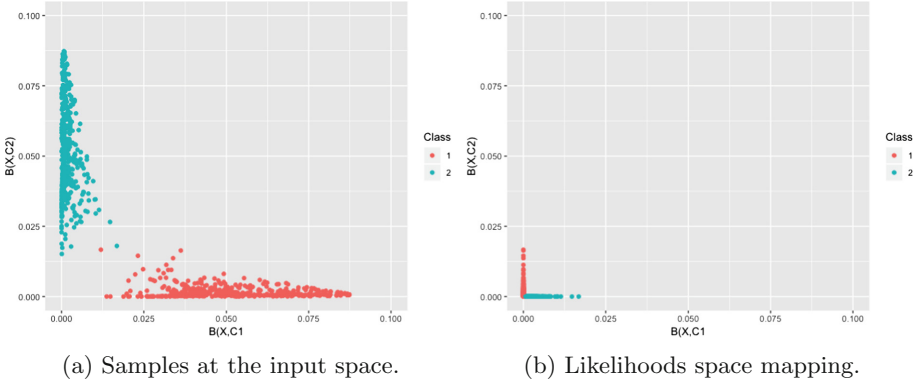 0.100
0.075
0.050
0.025
0.000
B(X,C2)
0.000 0.025 0.050 0.075 0.100
B(X,C1
Class
1
2
0.100
0.075
0.050
0.025
0.000
B(X,C2)
0.000 0.025 0.050 0.075 0.100
B(X,C1
Class
1
2
(a) Samples at the input space.
(b) Likelihoods space mapping.